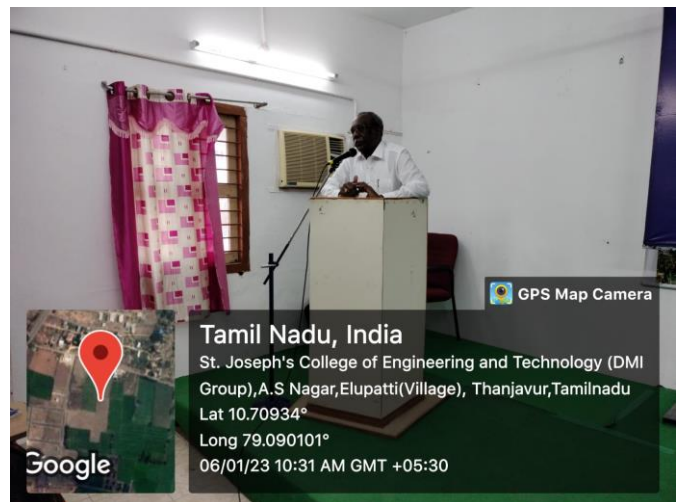 GPS Map Camera
Tamil Nadu, India
St. Joseph's College of Engineering and Technology (DMI
Group),A.S Nagar,Elupatti(Village), Thanjavur,Tamilnadu
Lat 10.70934°
Long 79.090101°
06/01/23 10:31 AM GMT +05:30
Google